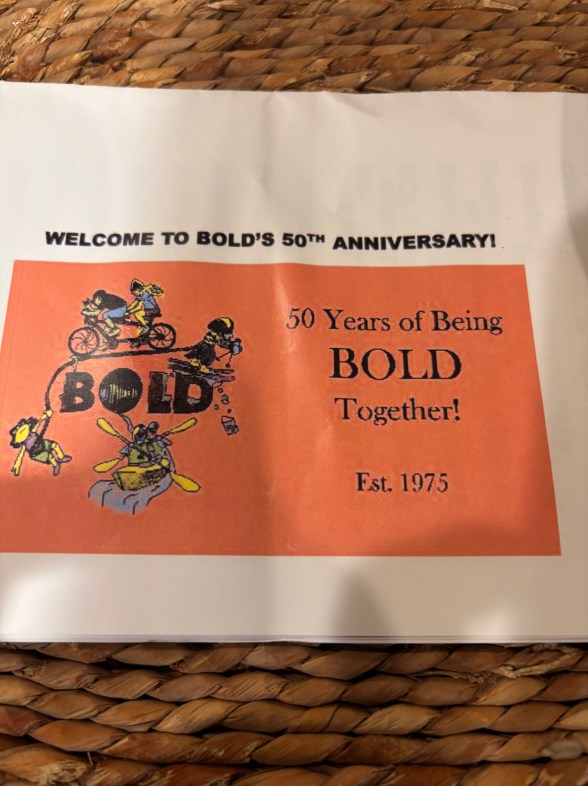 WELCOME TO BOLD'S 50TH ANNIVERSARY!
BOLD
50 Years of Being
BOLD
Together!
Est. 1975